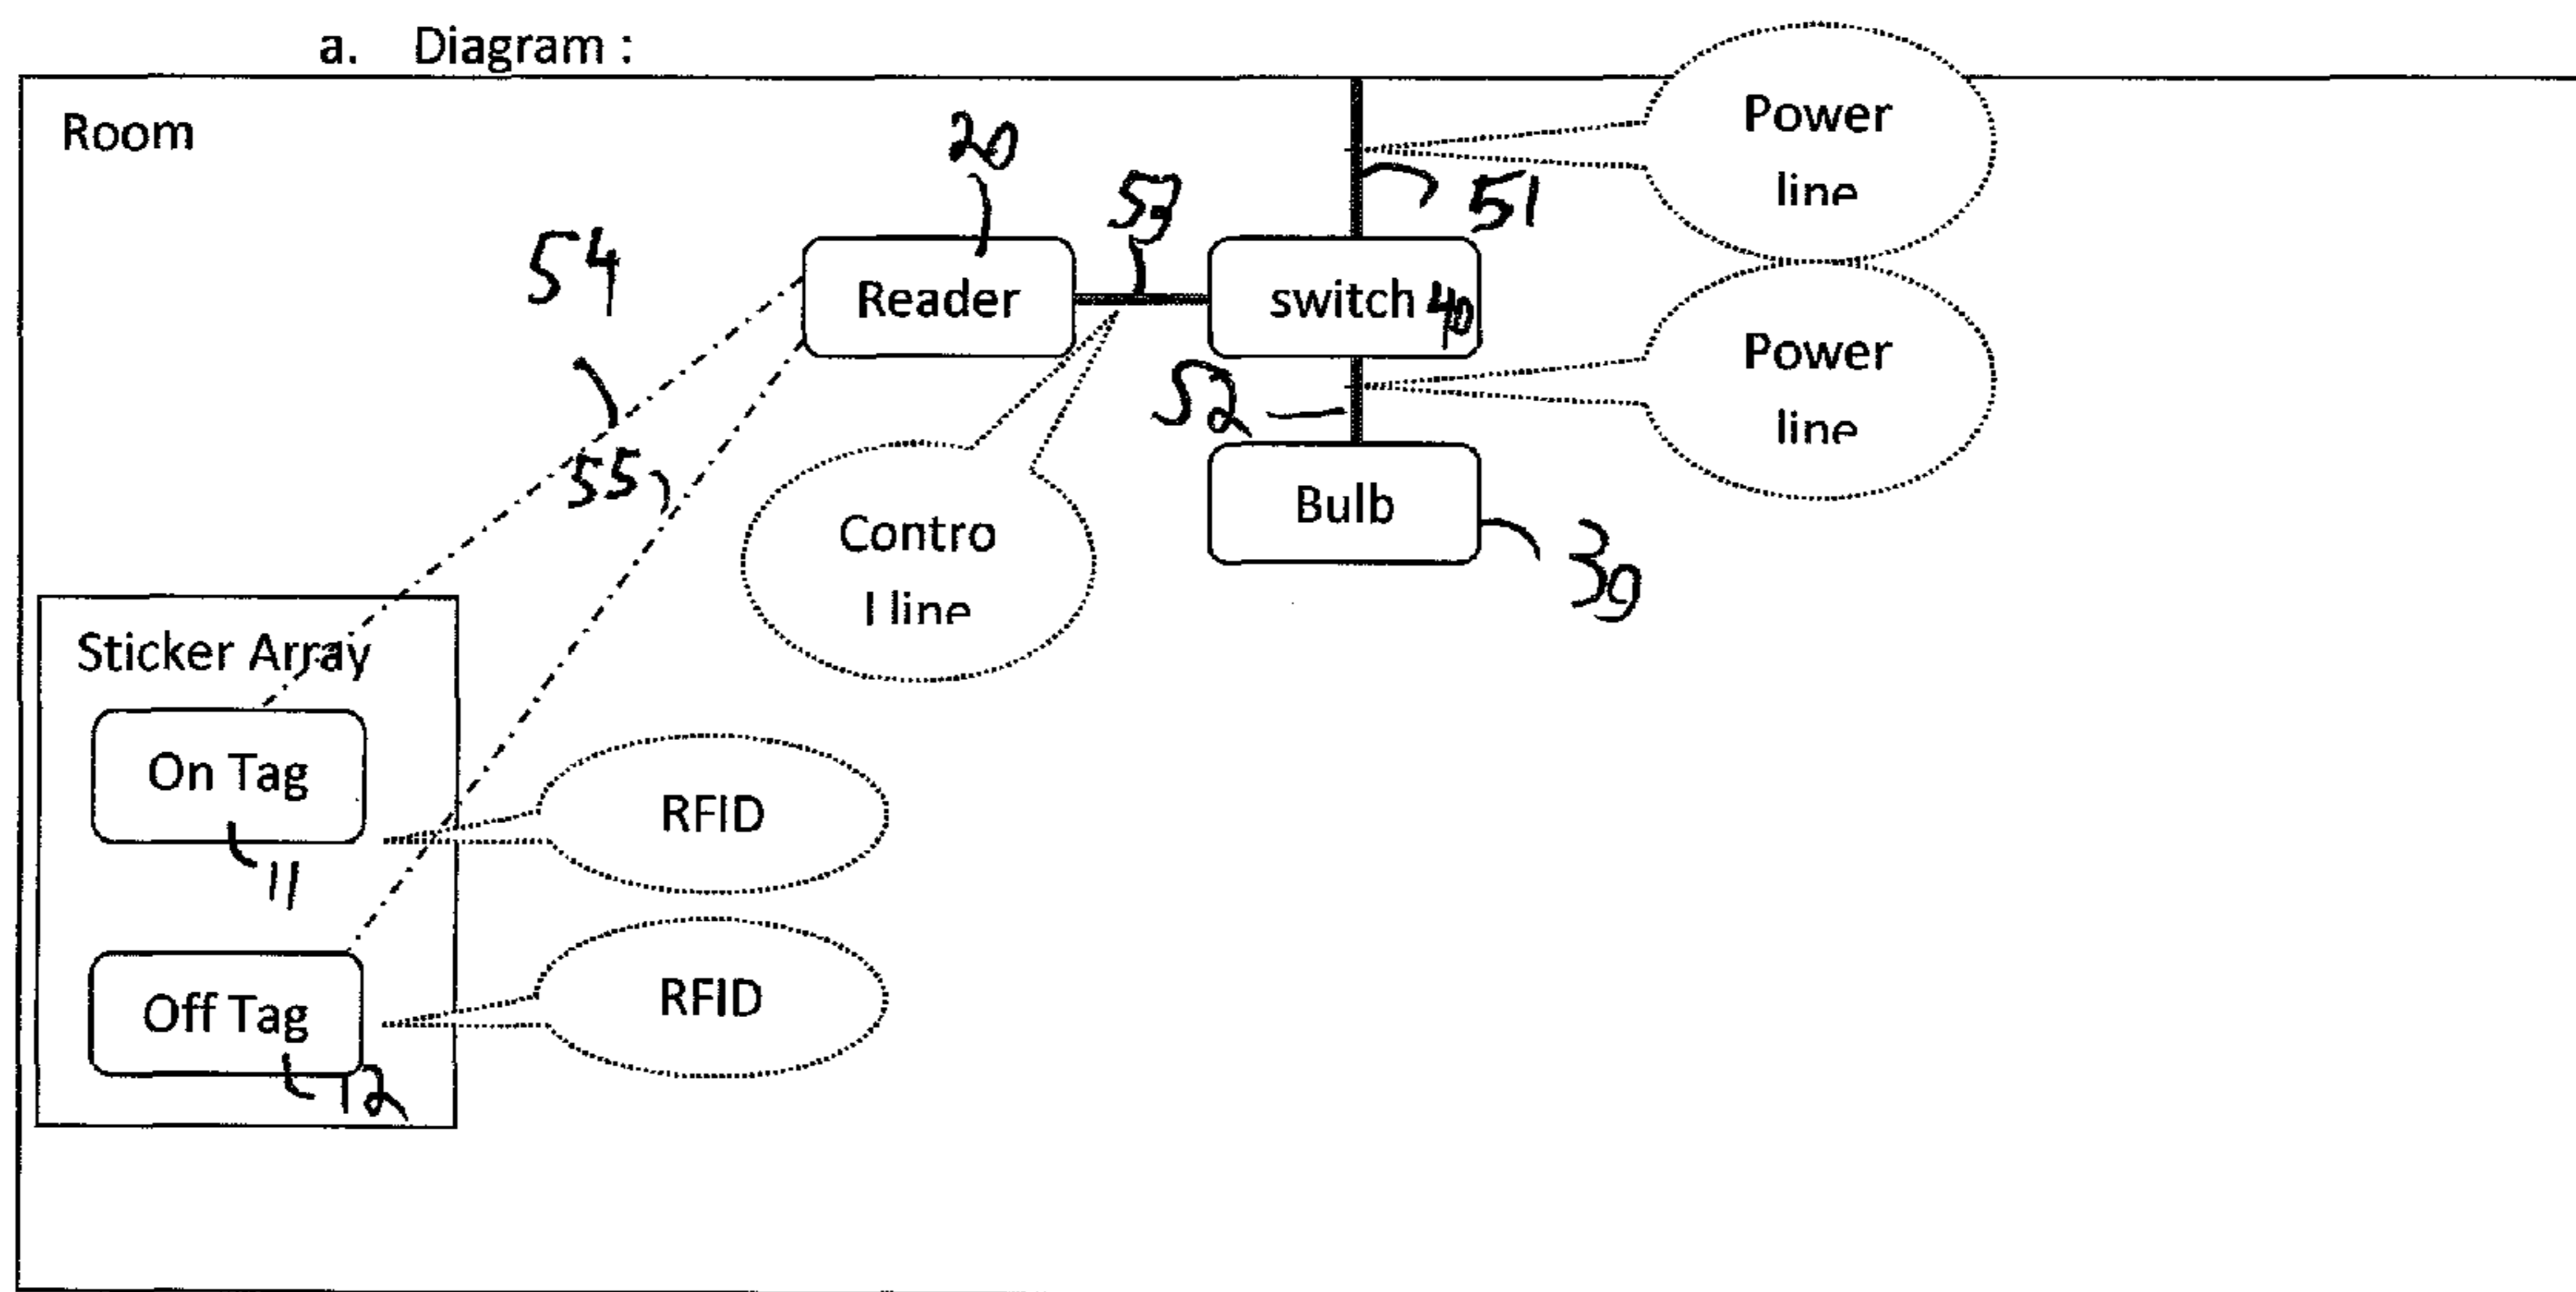 a. Diagram :
Room
20
53
51
Power
line
54
Reader
switch 40
52
Power
line
55
Bulb
39
Contro
l line
Sticker Array
On Tag
11
RFID
Off Tag
12
RFID